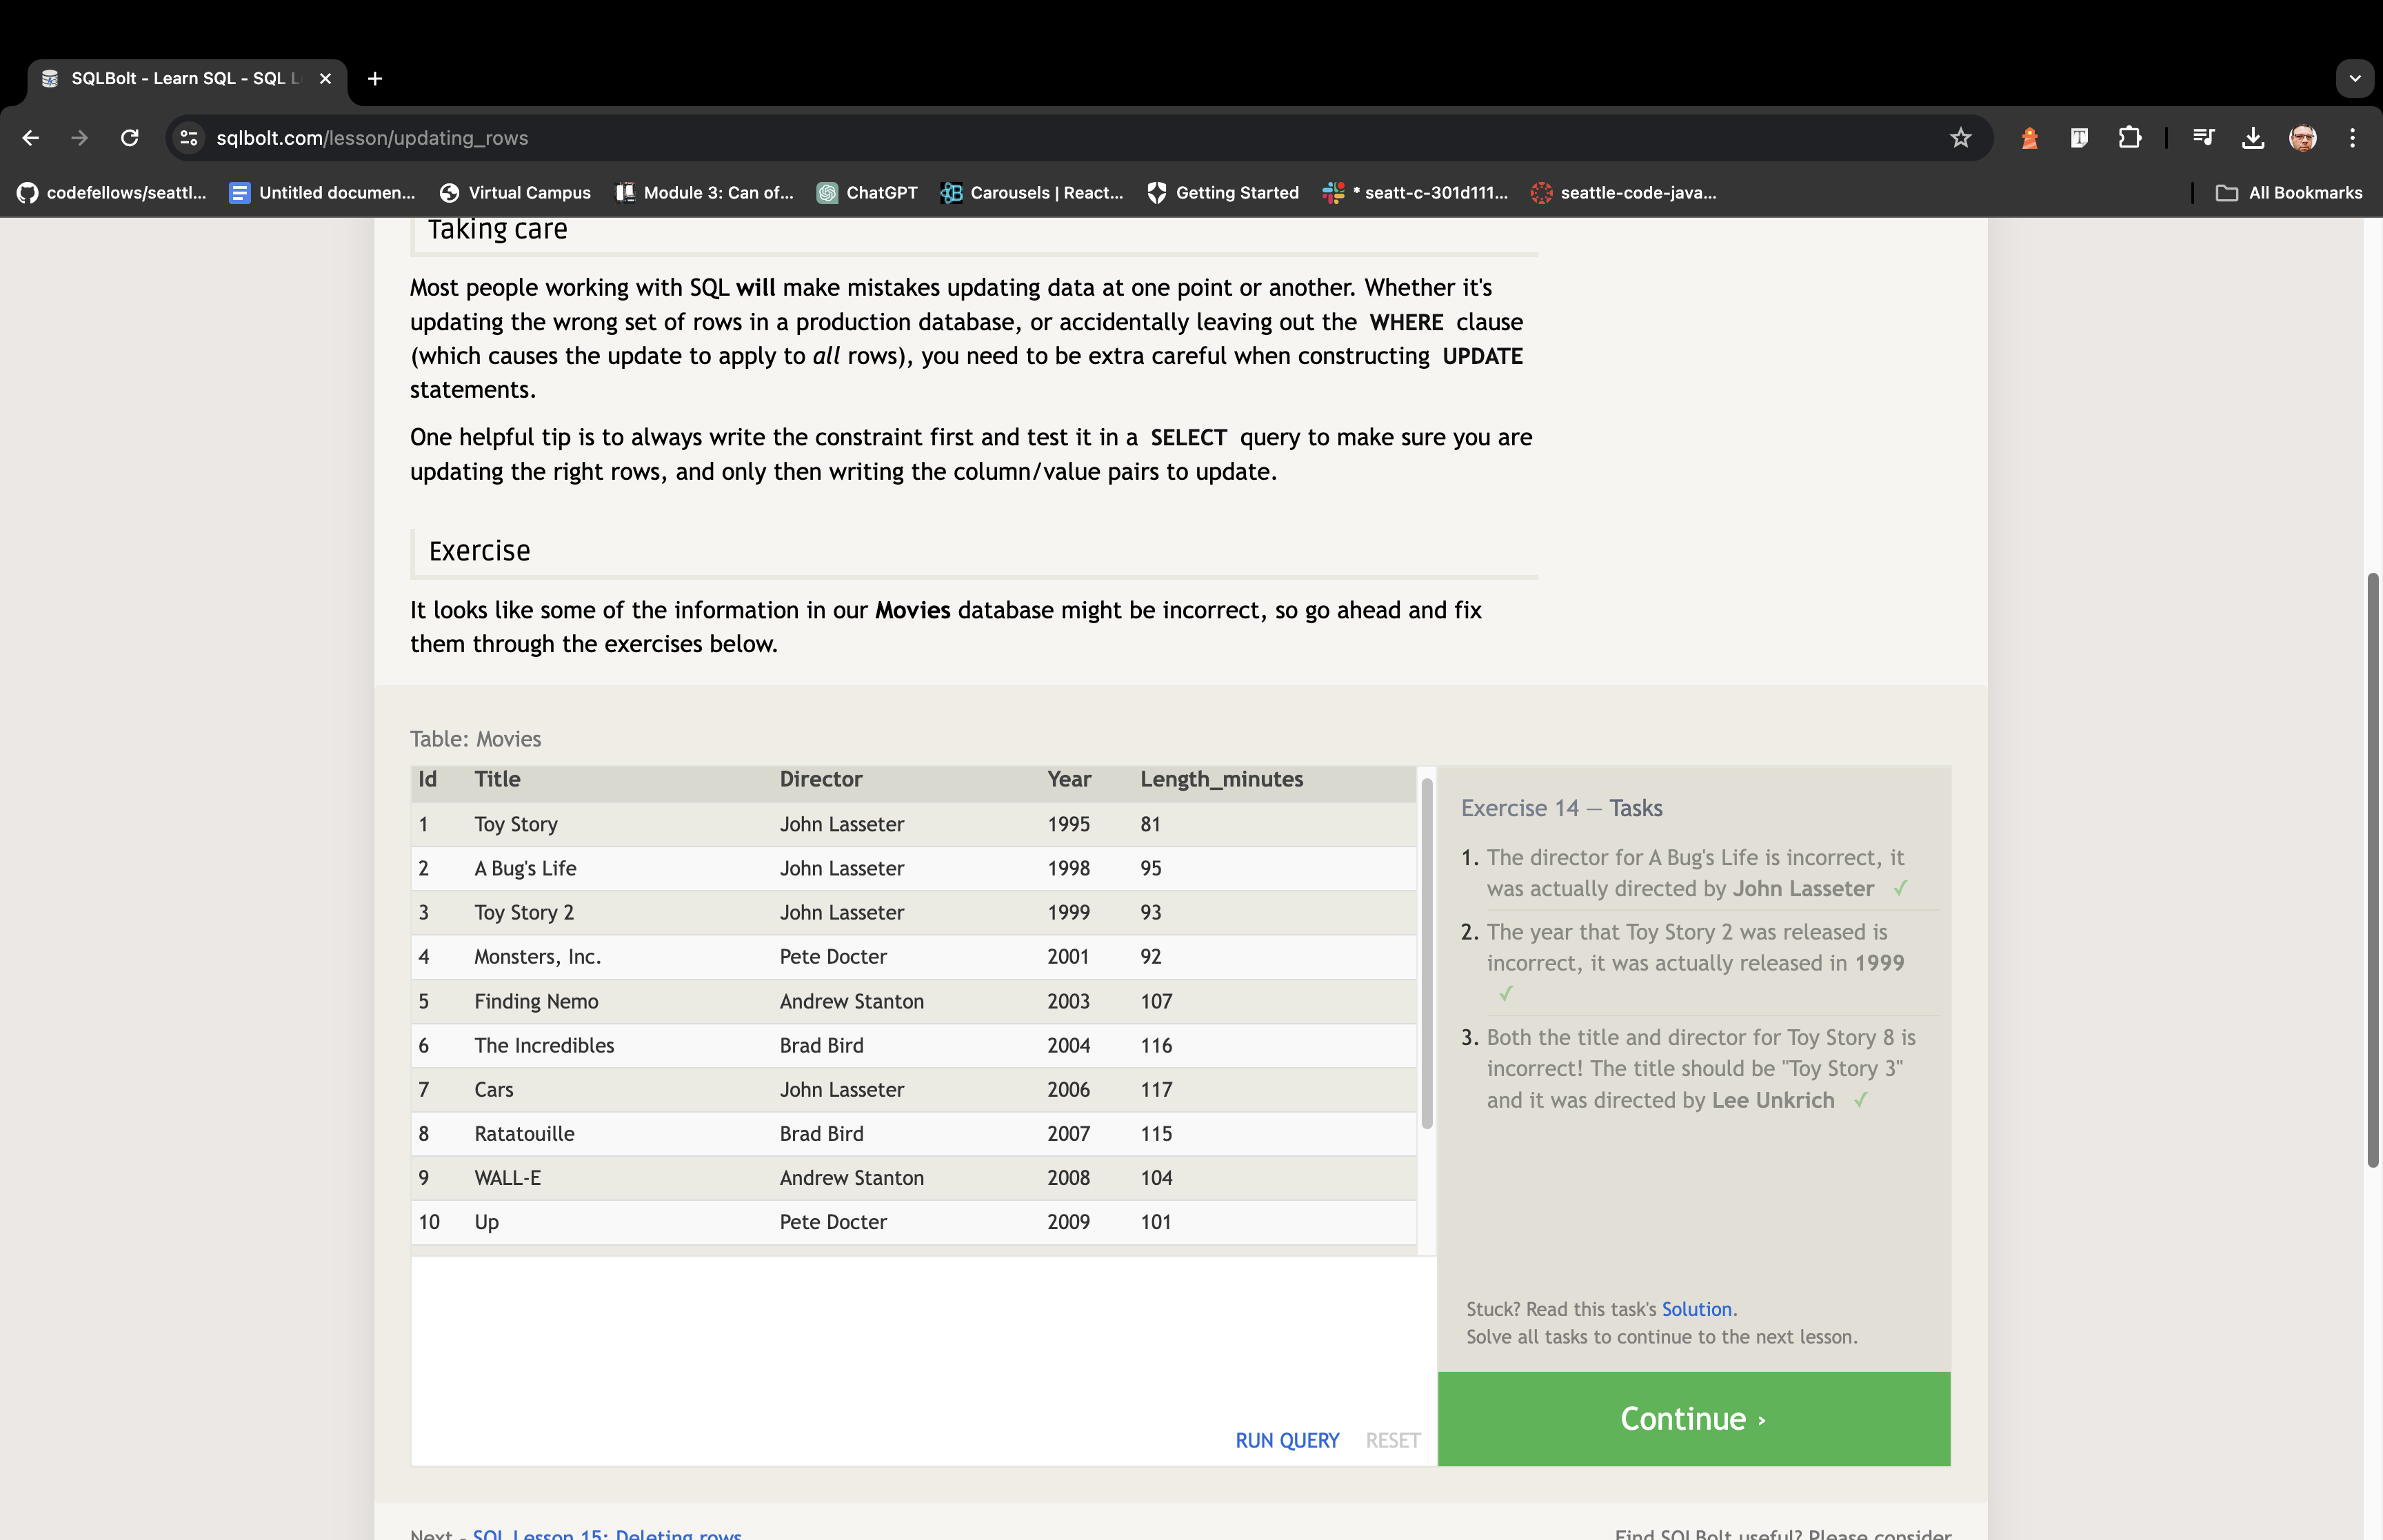 SQLBolt - Learn SQL - SQL L
sqlbolt.com/lesson/updating_rows
codefellows/seattl...
Untitled documen...
Virtual Campus
Module 3: Can of...
ChatGPT
Carousels | React...
Getting Started
* seatt-c-301d111...
seattle-code-java...
All Bookmarks
Taking care
Most people working with SQL will make mistakes updating data at one point or another. Whether it's
updating the wrong set of rows in a production database, or accidentally leaving out the WHERE clause
(which causes the update to apply to all rows), you need to be extra careful when constructing UPDATE
statements.
One helpful tip is to always write the constraint first and test it in a SELECT query to make sure you are
updating the right rows, and only then writing the column/value pairs to update.
Exercise
It looks like some of the information in our Movies database might be incorrect, so go ahead and fix
them through the exercises below.
Table: Movies
Id Title Director Year Length_minutes
1 Toy Story John Lasseter 1995 81
2 A Bug's Life John Lasseter 1998 95
3 Toy Story 2 John Lasseter 1999 93
4 Monsters, Inc. Pete Docter 2001 92
5 Finding Nemo Andrew Stanton 2003 107
6 The Incredibles Brad Bird 2004 116
7 Cars John Lasseter 2006 117
8 Ratatouille Brad Bird 2007 115
9 WALL-E Andrew Stanton 2008 104
10 Up Pete Docter 2009 101
RUN QUERY RESET
Exercise 14 — Tasks
1. The director for A Bug's Life is incorrect, it
was actually directed by John Lasseter ✓
2. The year that Toy Story 2 was released is
incorrect, it was actually released in 1999
✓
3. Both the title and director for Toy Story 8 is
incorrect! The title should be "Toy Story 3"
and it was directed by Lee Unkrich ✓
Stuck? Read this task's Solution.
Solve all tasks to continue to the next lesson.
Continue ›
Next – SQL Lesson 15: Deleting rows
Find SQLBolt useful? Please consider